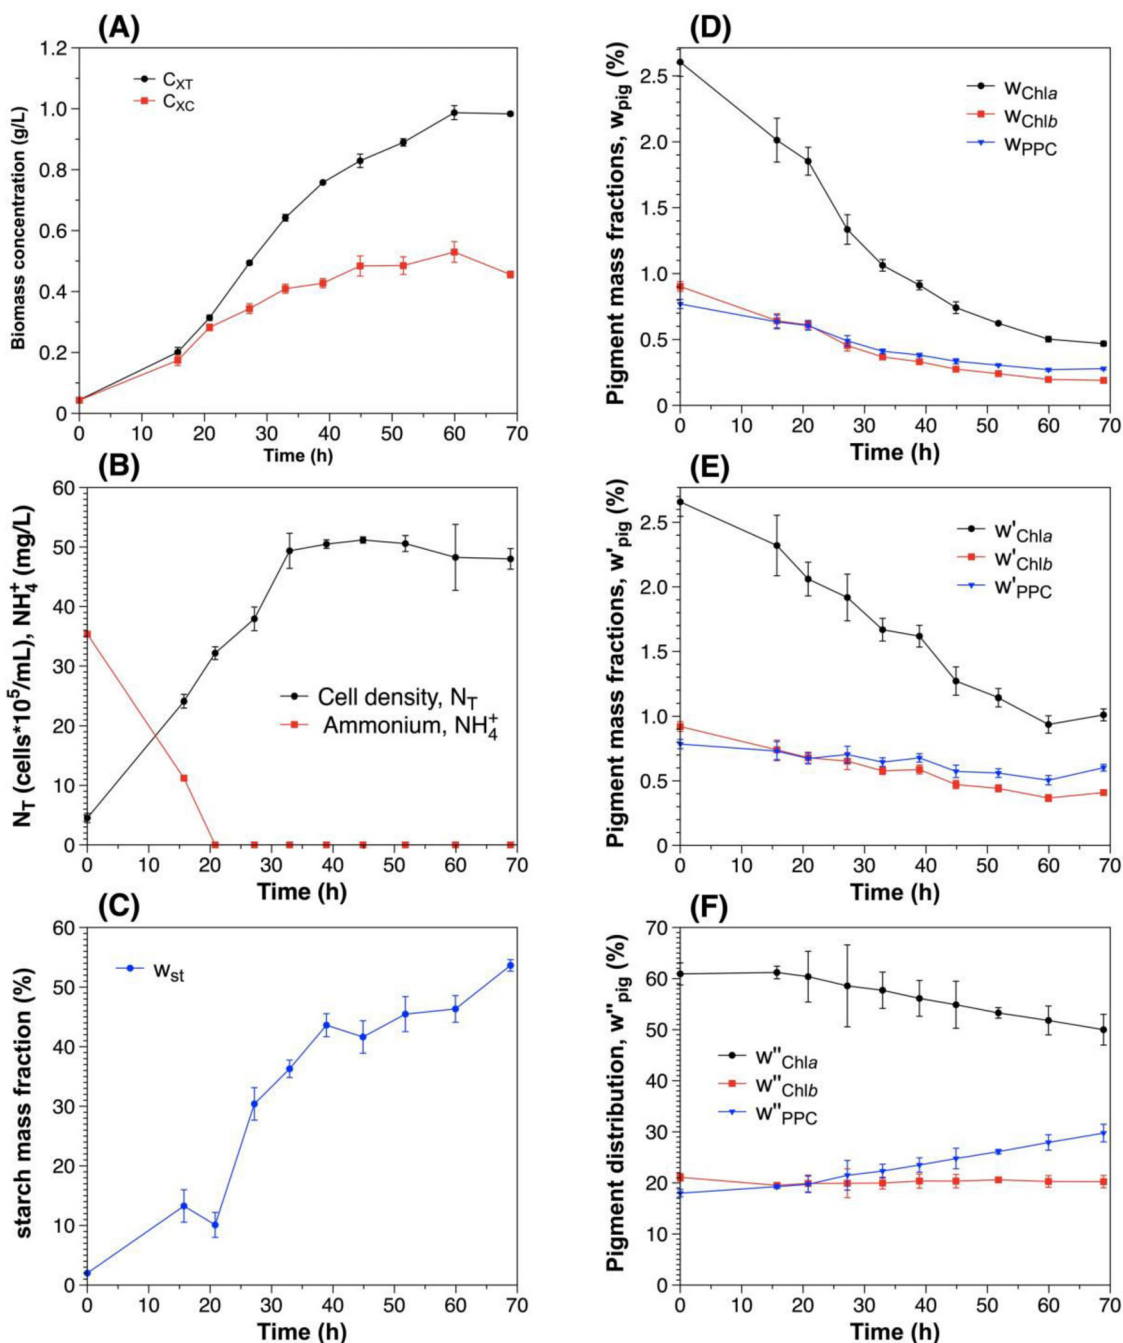 (A)
Biomass concentration (g/L)
1.2
1.0
0.8
0.6
0.4
0.2
0
C_XT
C_XC
0 10 20 30 40 50 60 70
Time (h)
(B)
N_T (cells*10^5/mL), NH_4^+ (mg/L)
60
50
40
30
20
10
0
Cell density, N_T
Ammonium, NH_4^+
0 10 20 30 40 50 60 70
Time (h)
(C)
starch mass fraction (%)
60
50
40
30
20
10
0
w_st
0 10 20 30 40 50 60 70
Time (h)
(D)
Pigment mass fractions, w_pig (%)
2.5
2.0
1.5
1.0
0.5
0
w_Chla
w_Chlb
w_PPC
0 10 20 30 40 50 60 70
Time (h)
(E)
Pigment mass fractions, w'_pig (%)
2.5
2.0
1.5
1.0
0.5
0
w'_Chla
w'_Chlb
w'_PPC
0 10 20 30 40 50 60 70
Time (h)
(F)
Pigment distribution, w"_pig (%)
70
60
50
40
30
20
10
0
w"_Chla
w"_Chlb
w"_PPC
0 10 20 30 40 50 60 70
Time (h)